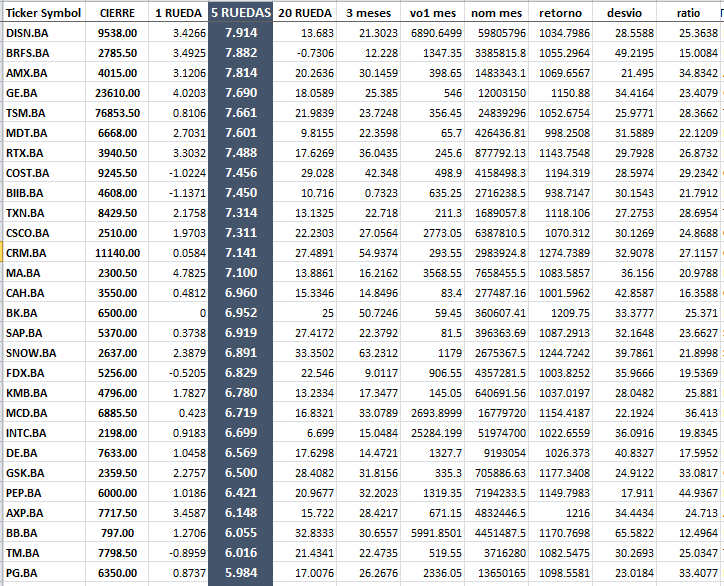 Ticker Symbol CIERRE 1 RUEDA 5 RUEDAS 20 RUEDA 3 meses vo1 mes nom mes retorno desvio ratio
DISN.BA 9538.00 3.4266 7.914 13.683 21.3023 6890.6499 59805796 1034.7986 28.5588 25.3638
BRFS.BA 2785.50 3.4925 7.882 -0.7306 12.228 1347.35 3385815.8 1055.2964 49.2195 15.0084
AMX.BA 4015.00 3.1206 7.814 20.2636 30.1459 398.65 1483343.1 1069.6567 21.495 34.8342
GE.BA 23610.00 4.0203 7.690 18.0589 25.385 546 12003150 1150.88 34.4164 23.4079
TSM.BA 76853.50 0.8106 7.661 21.9839 23.7248 356.45 24839296 1052.6754 25.9771 28.3662
MDT.BA 6668.00 2.7031 7.601 9.8155 22.3598 65.7 426436.81 998.2508 31.5889 22.1209
RTX.BA 3940.50 3.3032 7.488 17.6269 36.0435 245.6 877792.13 1143.7548 29.7928 26.8732
COST.BA 9245.50 -1.0224 7.456 29.028 42.348 498.9 4158498.3 1194.319 28.5974 29.2342
BIIB.BA 4608.00 -1.1371 7.450 10.716 0.7323 635.25 2716238.5 938.7147 30.1543 21.7912
TXN.BA 8429.50 2.1758 7.314 13.1325 22.718 211.3 1689057.8 1118.106 27.2753 28.6954
CSCO.BA 2510.00 1.9703 7.311 22.2303 27.0564 2773.05 6387810.5 1070.312 30.1269 24.8688
CRM.BA 11140.00 0.0584 7.141 27.4891 54.9374 293.55 2983924.8 1274.7389 32.9078 27.1157
MA.BA 2300.50 4.7825 7.100 13.8861 16.2162 3568.55 7658455.5 1083.5857 36.156 20.9788
CAH.BA 3550.00 0.4812 6.960 15.3346 14.8496 83.4 277487.16 1001.5962 42.8587 16.3588
BK.BA 6500.00 0 6.952 25 50.7246 59.45 360607.41 1209.75 33.3777 25.371
SAP.BA 5370.00 0.3738 6.919 27.4172 22.3792 81.5 396363.69 1087.2913 32.1648 23.6627
SNOW.BA 2637.00 2.3879 6.891 33.3502 63.2312 1179 2675367.5 1244.7242 39.7861 21.8998
FDX.BA 5256.00 -0.5205 6.829 22.546 9.0117 906.55 4357281.5 1003.8252 35.9666 19.5369
KMB.BA 4796.00 1.7827 6.780 13.2334 17.3477 145.05 640691.56 1037.0197 28.0482 25.881
MCD.BA 6885.50 0.423 6.719 16.8321 33.0789 2693.8999 16779720 1154.4187 22.1924 36.413
INTC.BA 2198.00 0.9183 6.699 6.699 15.0484 25284.199 51974700 1022.6559 36.0916 19.8345
DE.BA 7633.00 1.0458 6.569 17.6298 14.4721 1327.7 9193054 1026.373 40.8327 17.5952
GSK.BA 2359.50 2.2757 6.500 28.4082 31.8156 335.3 705886.63 1177.3408 24.9122 33.0817
PEP.BA 6000.00 1.0186 6.421 20.9677 32.2023 1319.35 7194233.5 1149.7983 17.911 44.9367
AXP.BA 7717.50 3.4587 6.148 15.722 28.4217 671.15 4832446.5 1216 34.4434 24.713
BB.BA 797.00 1.2706 6.055 32.8333 30.6557 5991.8501 4451487.5 1170.7698 65.5822 12.4964
TM.BA 7798.50 -0.8959 6.016 21.4341 22.4735 519.55 3716280 1082.5475 30.2693 25.0347
PG.BA 6350.00 0.8737 5.984 17.0076 26.2676 2336.05 13650165 1098.5581 23.0184 33.4077